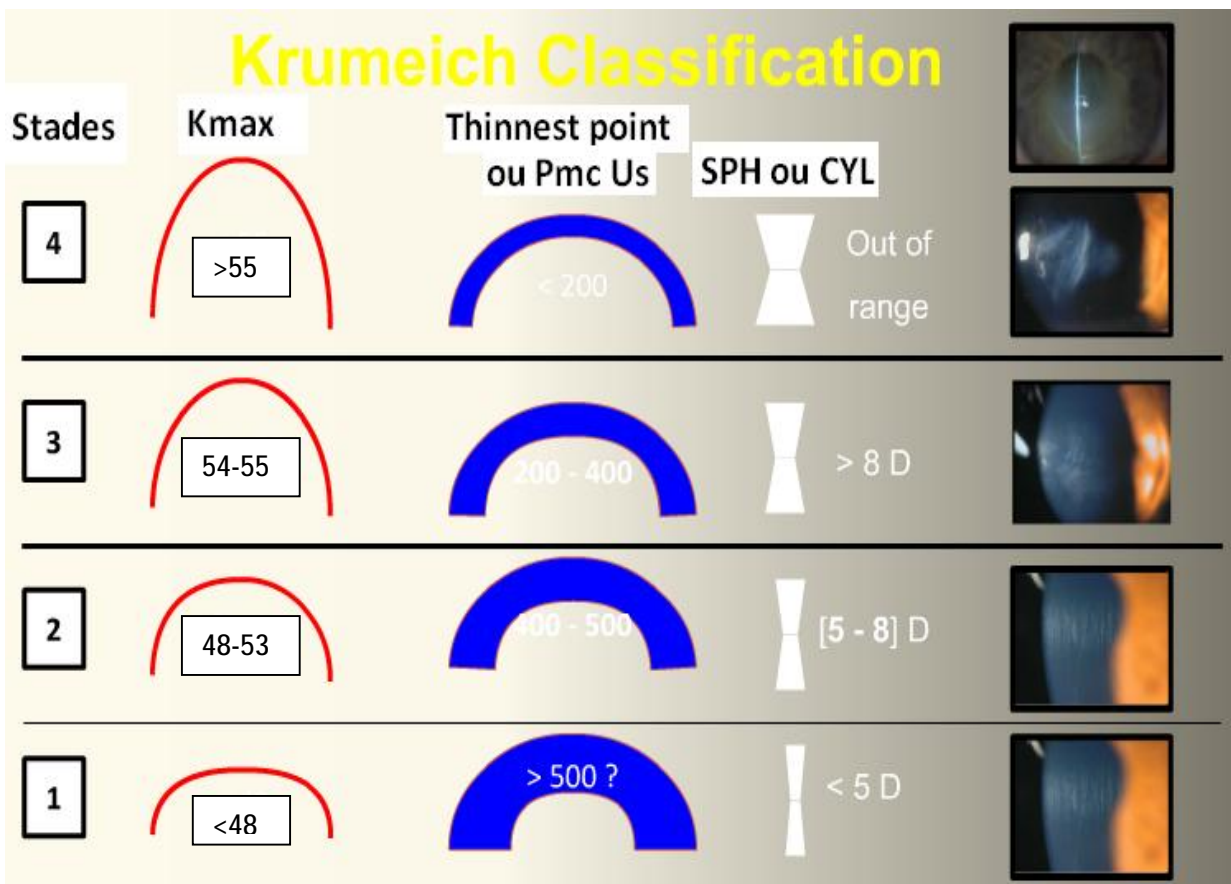 Krumeich Classification
Stades
Kmax
Thinnest point
ou Pmc Us
SPH ou CYL
4
>55
< 200
Out of
range
3
54-55
200 - 400
> 8 D
2
48-53
400 - 500
[5 - 8] D
1
<48
> 500 ?
< 5 D